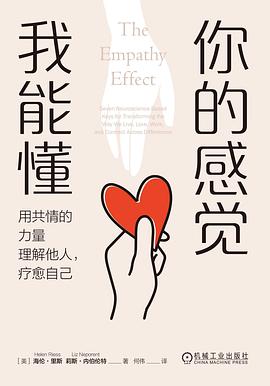 The
Empathy
Effect
Seven Neuroscience-Based
Keys for Transforming the
Way We Live, Love, Work,
and Connect Across Differences
你的感觉
我能懂
用共情的
力量
理解他人，
疗愈自己
Helen Riess Liz Neporent
[美] 海伦·里斯 莉斯·内伯伦特 著 何伟 译
机械工业出版社
CHINA MACHINE PRESS